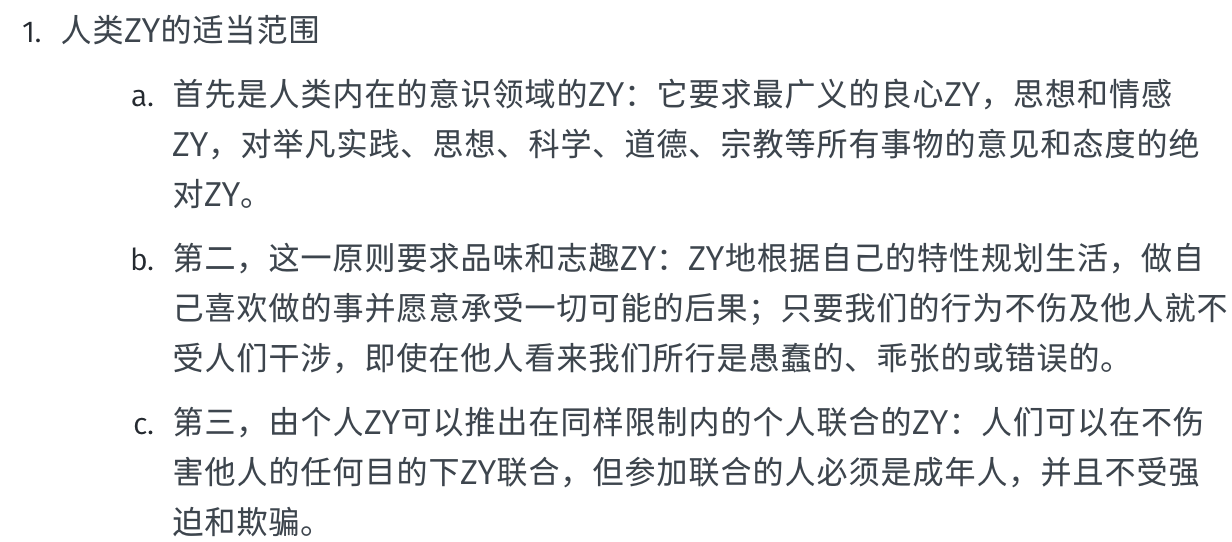 1. 人类ZY的适当范围
a. 首先是人类内在的意识领域的ZY：它要求最广义的良心ZY，思想和情感
ZY，对举凡实践、思想、科学、道德、宗教等所有事物的意见和态度的绝
对ZY。
b. 第二，这一原则要求品味和志趣ZY：ZY地根据自己的特性规划生活，做自
己喜欢做的事并愿意承受一切可能的后果；只要我们的行为不伤及他人就不
受人们干涉，即使在他人看来我们所行是愚蠢的、乖张的或错误的。
c. 第三，由个人ZY可以推出在同样限制内的个人联合的ZY：人们可以在不伤
害他人的任何目的下ZY联合，但参加联合的人必须是成年人，并且不受强
迫和欺骗。